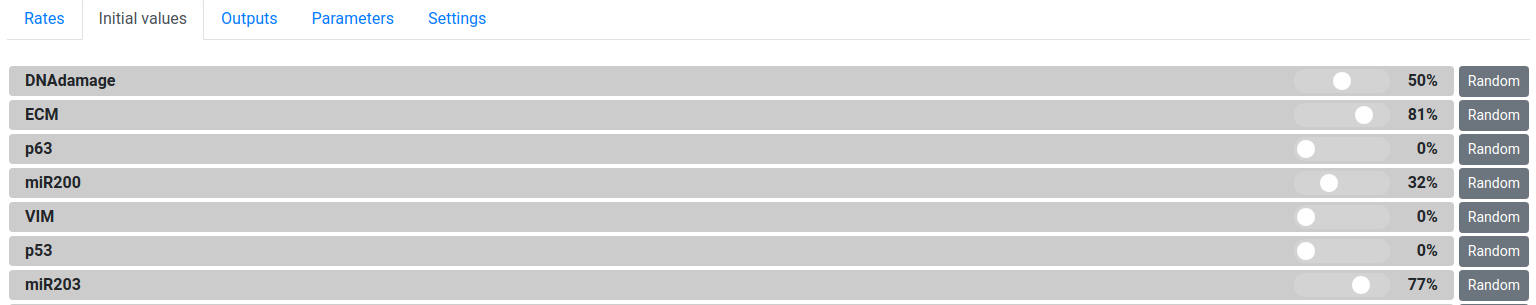 Rates Initial values Outputs Parameters Settings
DNAdamage 50% Random
ECM 81% Random
p63 0% Random
miR200 32% Random
VIM 0% Random
p53 0% Random
miR203 77% Random